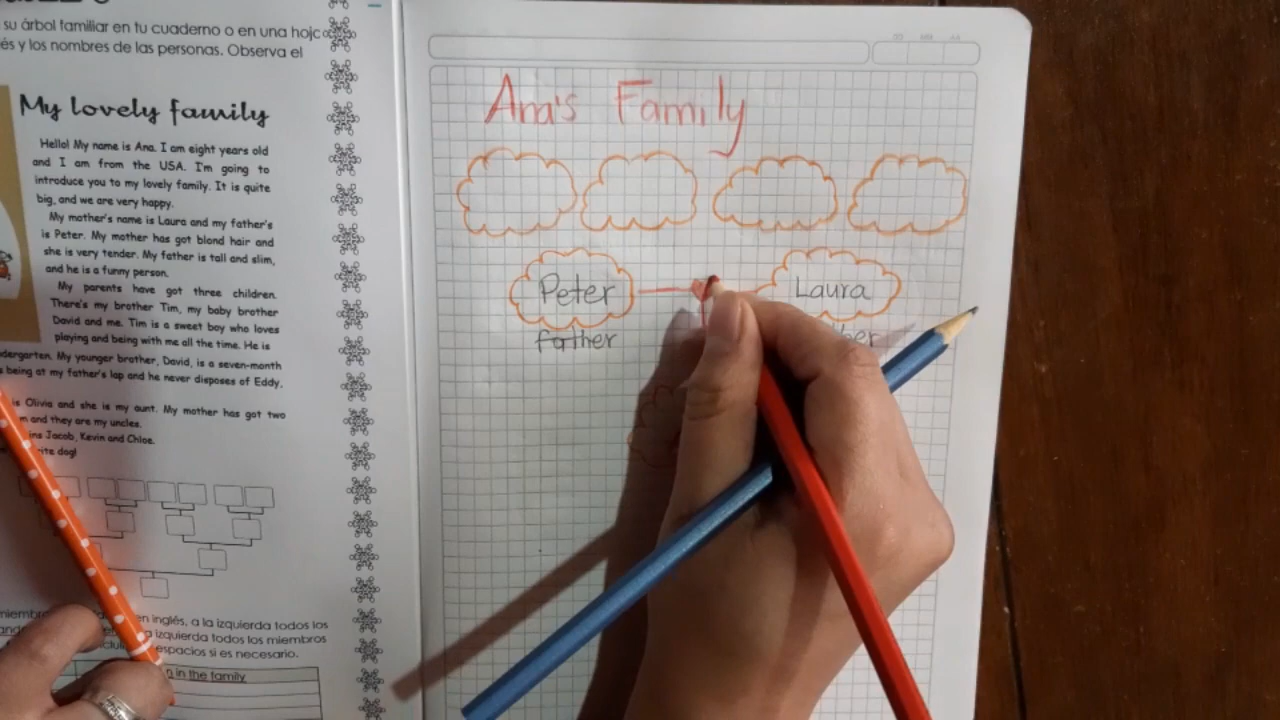 su árbol familiar en tu cuaderno o en una
és y los nombres de las personas. Observa el
My lovely family
Hello! My name is Ana. I am eight years old
and I am from the USA. I'm going to
introduce you to my lovely family. It is quite
big, and we are very happy.
My mother's name is Laura and my father's
is Peter. My mother has got blond hair and
she is very tender. My father is tall and slim,
and he is a funny person.
My parents have got three children.
There's my brother Tim, my baby brother
David and me. Tim is a sweet boy who loves
playing and being with me all the time. He is
dergarten. My younger brother, David, is a seven-month
being at my father's lap and he never disposes of Eddy,
is Olivia and she is my aunt. My mother has got two
m and they are my uncles.
ins Jacob, Kevin and Chloe.
rite dog!
miembr en inglés, a la izquierda todos los
izquierda todos los miembros
espacios si es necesario.
n in the family
Ana's Family
Peter
Laura
father
her